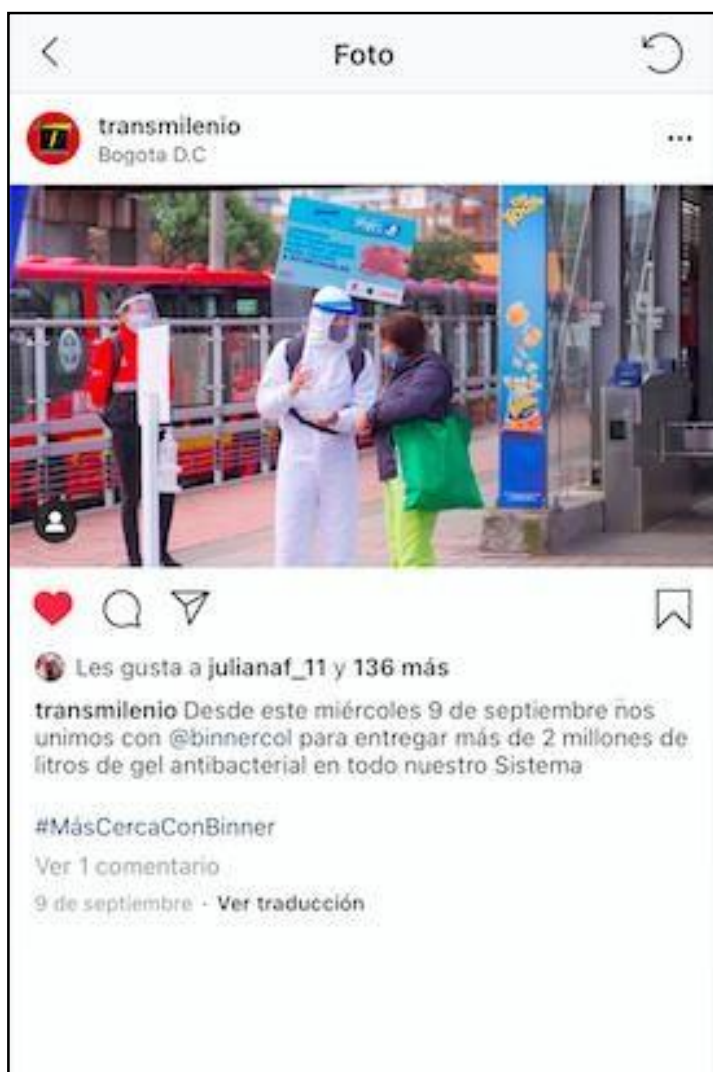 Foto
transmilenio
Bogota D.C
Les gusta a julianaf_11 y 136 más
transmilenio Desde este miércoles 9 de septiembre nos
unimos con @binnercol para entregar más de 2 millones de
litros de gel antibacterial en todo nuestro Sistema
#MásCercaConBinner
Ver 1 comentario
9 de septiembre · Ver traducción